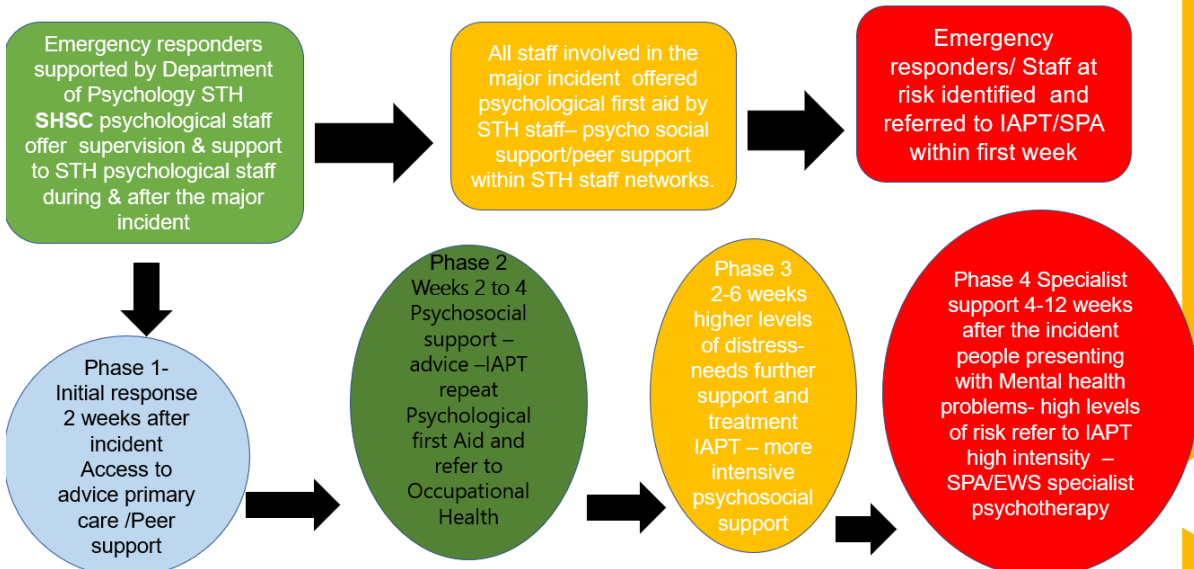 Emergency responders
supported by Department
of Psychology STH
SHSC psychological staff
offer supervision & support
to STH psychological staff
during & after the major
incident
All staff involved in the
major incident offered
psychological first aid by
STH staff– psycho social
support/peer support
within STH staff networks.
Emergency
responders/ Staff at
risk identified and
referred to IAPT/SPA
within first week
Phase 1-
Initial response
2 weeks after
incident
Access to
advice primary
care /Peer
support
Phase 2
Weeks 2 to 4
Psychosocial
support –
advice –IAPT
repeat
Psychological
first Aid and
refer to
Occupational
Health
Phase 3
2-6 weeks
higher levels
of distress-
needs further
support and
treatment
IAPT – more
intensive
psychosocial
support
Phase 4 Specialist
support 4-12 weeks
after the incident
people presenting
with Mental health
problems- high levels
of risk refer to IAPT
high intensity –
SPA/EWS specialist
psychotherapy